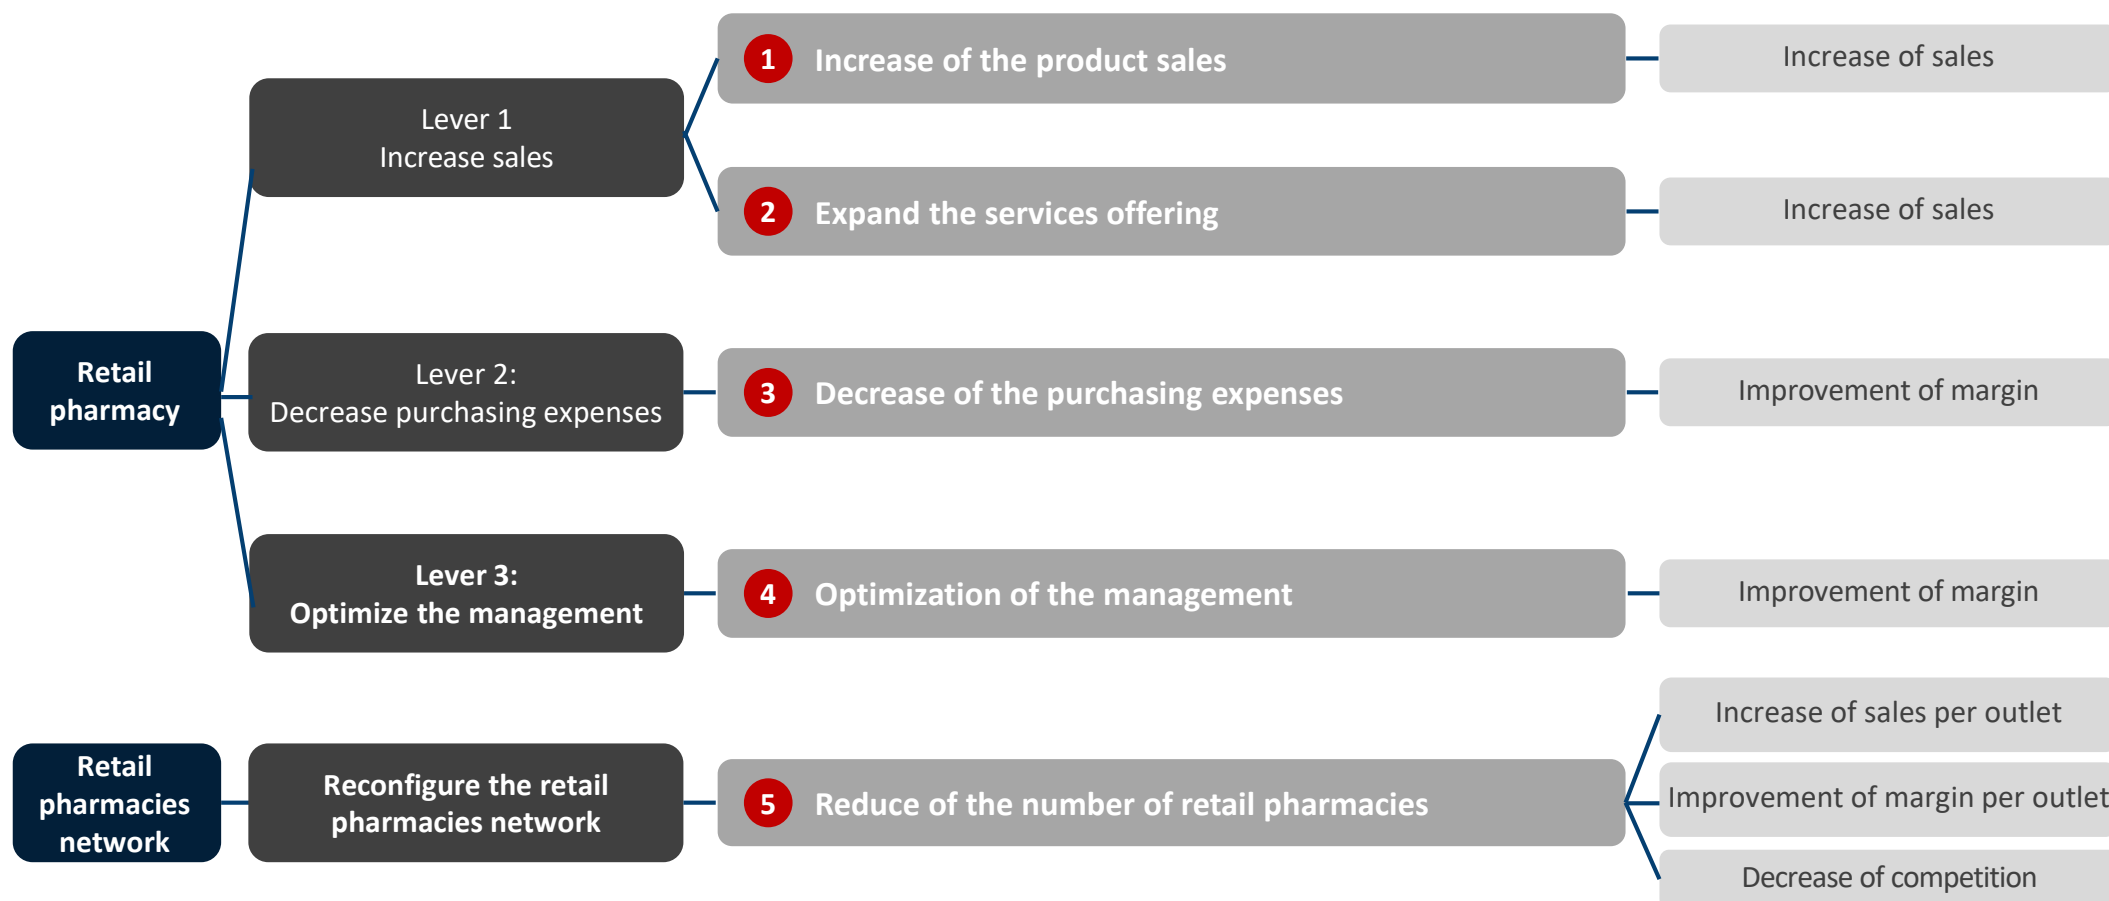 Lever 1
Increase sales
1 Increase of the product sales
Increase of sales
2 Expand the services offering
Increase of sales
Retail
pharmacy
Lever 2:
Decrease purchasing expenses
3 Decrease of the purchasing expenses
Improvement of margin
Lever 3:
Optimize the management
4 Optimization of the management
Improvement of margin
Retail
pharmacies
network
Reconfigure the retail
pharmacies network
5 Reduce of the number of retail pharmacies
Increase of sales per outlet
Improvement of margin per outlet
Decrease of competition